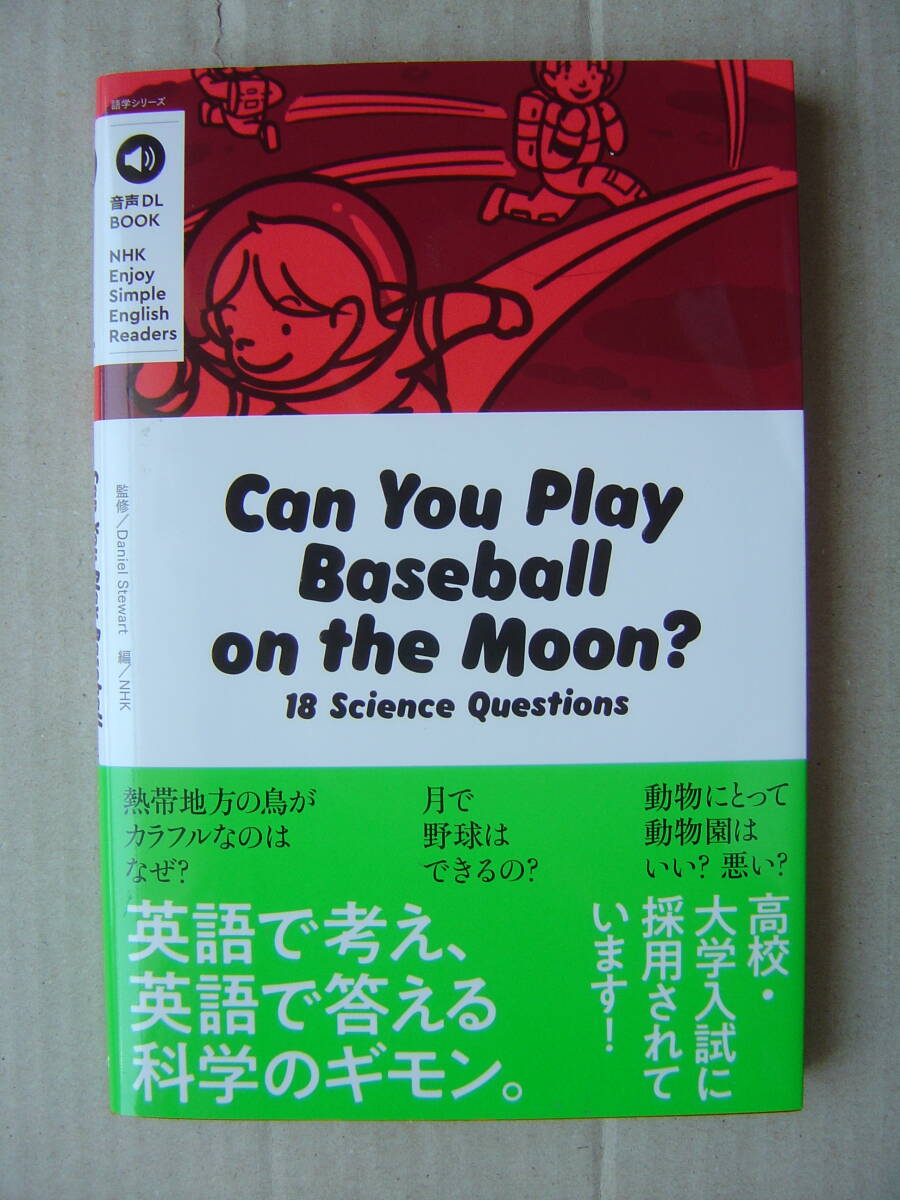 語学シリーズ
音声DL
BOOK
NHK
Enjoy
Simple
English
Readers
監修/Daniel Stewart 編/NHK
Can You Play
Baseball
on the Moon?
18 Science Questions
Can You Play Baseball
熱帯地方の鳥が
カラフルなのは
なぜ?
月で
野球は
できるの?
動物にとって
動物園は
いい? 悪い?
英語で考え、
英語で答える
科学のギモン。
高校・
大学入試に
採用されて
います!